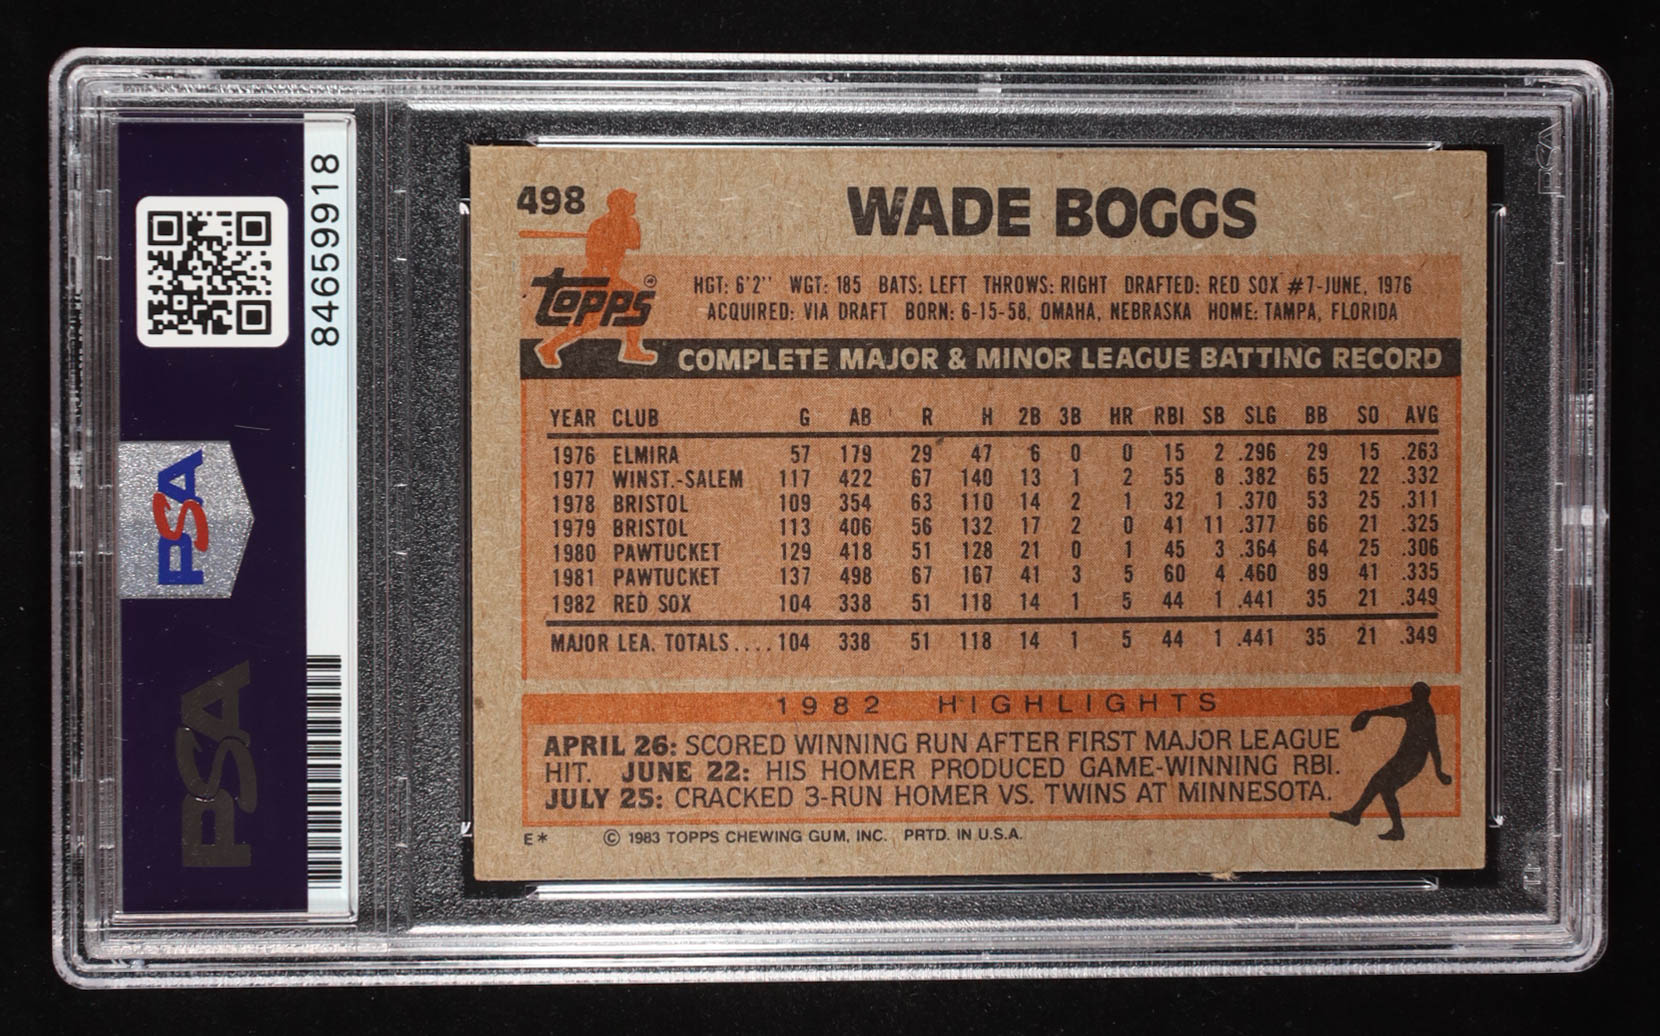 84659918
PSA
PSA
PSA
498
WADE BOGGS
topps
HGT: 6'2'' WGT: 185 BATS: LEFT THROWS: RIGHT DRAFTED: RED SOX #7-JUNE, 1976
ACQUIRED: VIA DRAFT BORN: 6-15-58, OMAHA, NEBRASKA HOME: TAMPA, FLORIDA
COMPLETE MAJOR & MINOR LEAGUE BATTING RECORD
YEAR CLUB G AB R H 2B 3B HR RBI SB SLG BB SO AVG
1976 ELMIRA 57 179 29 47 6 0 0 15 2 .296 29 15 .263
1977 WINST.-SALEM 117 422 67 140 13 1 2 55 8 .382 65 22 .332
1978 BRISTOL 109 354 63 110 14 2 1 32 1 .370 53 25 .311
1979 BRISTOL 113 406 56 132 17 2 0 41 11 .377 66 21 .325
1980 PAWTUCKET 129 418 51 128 21 0 1 45 3 .364 64 25 .306
1981 PAWTUCKET 137 498 67 167 41 3 5 60 4 .460 89 41 .335
1982 RED SOX 104 338 51 118 14 1 5 44 1 .441 35 21 .349
MAJOR LEA. TOTALS.... 104 338 51 118 14 1 5 44 1 .441 35 21 .349
1982 HIGHLIGHTS
APRIL 26: SCORED WINNING RUN AFTER FIRST MAJOR LEAGUE
HIT. JUNE 22: HIS HOMER PRODUCED GAME-WINNING RBI.
JULY 25: CRACKED 3-RUN HOMER VS. TWINS AT MINNESOTA.
E* © 1983 TOPPS CHEWING GUM, INC. PRTD. IN U.S.A.